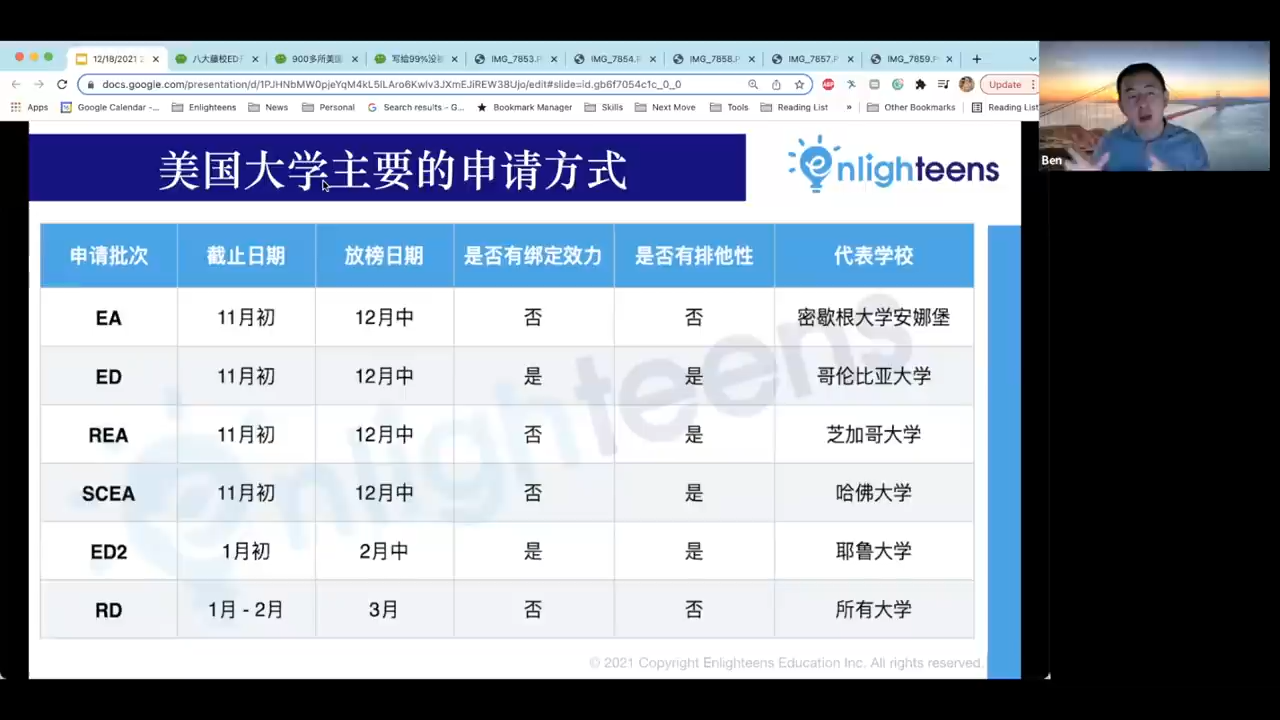 12/18/2021
八大藤校ED
900多所美国
写给99%没
IMG_7853.P
IMG_7854.P
IMG_7858.P
IMG_7857.P
IMG_7859.P
docs.google.com/presentation/d/1PJHNbMW0pjeYqM4kL5ILAro6Kwlv3JXmEJiREW38Ujo/edit#slide=id.gb6f7054c1c_0_0
Update
Apps
Google Calendar -...
Enlighteens
News
Personal
Search results - G...
Bookmark Manager
Skills
Next Move
Tools
Reading List
»
Other Bookmarks
Reading List
Ben
美国大学主要的申请方式
enlighteens
申请批次 截止日期 放榜日期 是否有绑定效力 是否有排他性 代表学校
EA 11月初 12月中 否 否 密歇根大学安娜堡
ED 11月初 12月中 是 是 哥伦比亚大学
REA 11月初 12月中 否 是 芝加哥大学
SCEA 11月初 12月中 否 是 哈佛大学
ED2 1月初 2月中 是 是 耶鲁大学
RD 1月 - 2月 3月 否 否 所有大学
enlighteens
© 2021 Copyright Enlighteens Education Inc. All rights reserved.